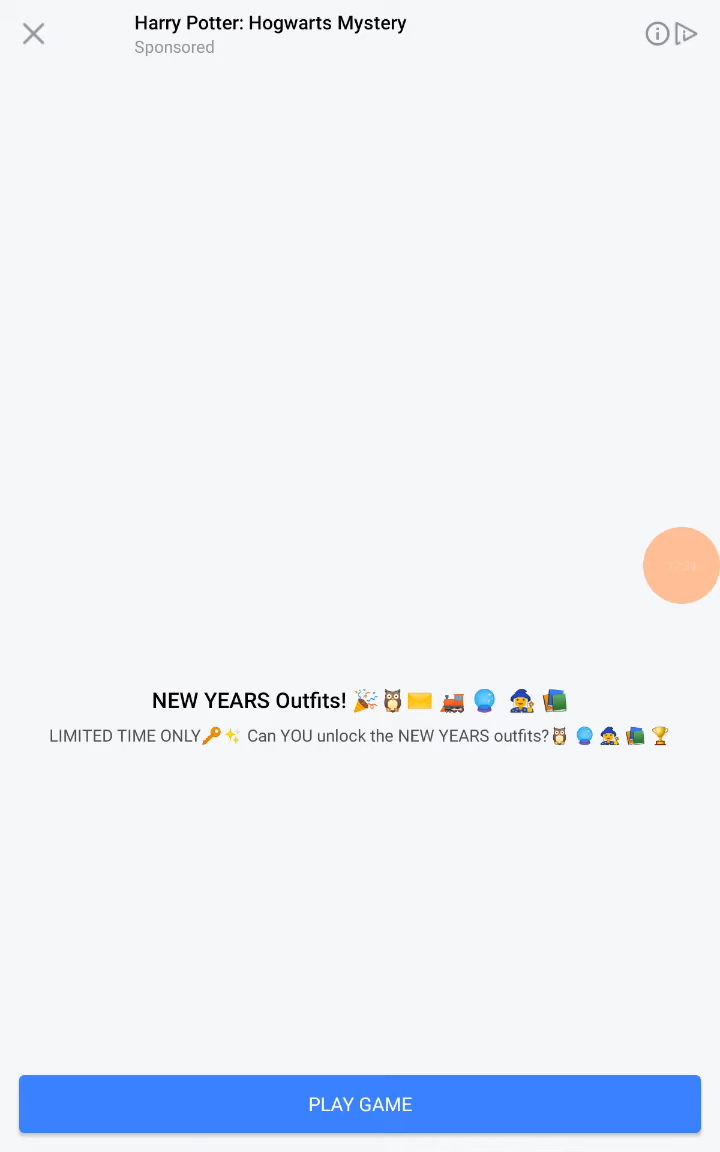 Harry Potter: Hogwarts Mystery
Sponsored
NEW YEARS Outfits! 🎉🦉✉️ 🚂 🔮 🧙 📚
LIMITED TIME ONLY🔑✨ Can YOU unlock the NEW YEARS outfits?🦉 🔮 🧙 📚 🏆
PLAY GAME